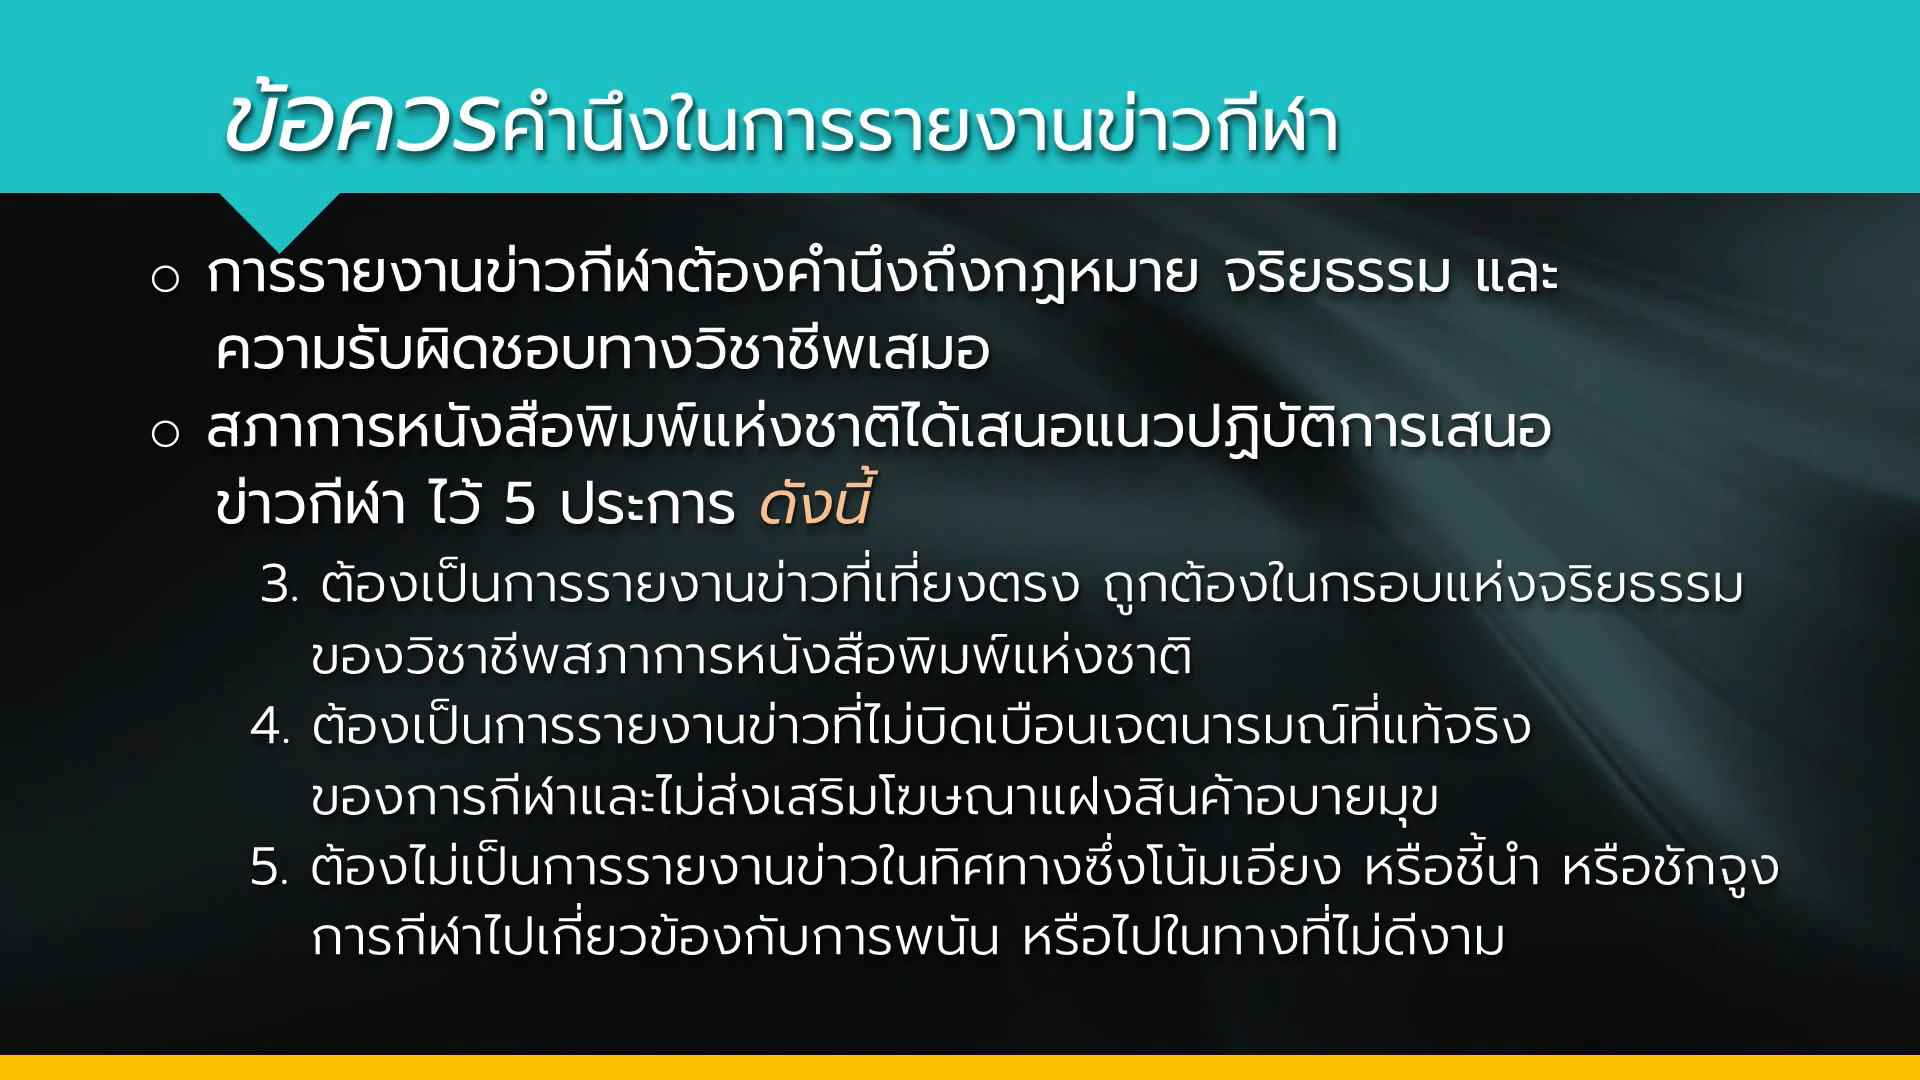 ข้อควรคำนึงในการรายงานข่าวกีฬา
o การรายงานข่าวกีฬาต้องคำนึงถึงกฏหมาย จริยธรรม และ
ความรับผิดชอบทางวิชาชีพเสมอ
o สภาการหนังสือพิมพ์แห่งชาติได้เสนอแนวปฏิบัติการเสนอ
ข่าวกีฬา ไว้ 5 ประการ ดังนี้
3. ต้องเป็นการรายงานข่าวที่เที่ยงตรง ถูกต้องในกรอบแห่งจริยธรรม
ของวิชาชีพสภาการหนังสือพิมพ์แห่งชาติ
4. ต้องเป็นการรายงานข่าวที่ไม่บิดเบือนเจตนารมณ์ที่แท้จริง
ของการกีฬาและไม่ส่งเสริมโฆษณาแฝงสินค้าอบายมุข
5. ต้องไม่เป็นการรายงานข่าวในทิศทางซึ่งโน้มเอียง หรือชี้นำ หรือชักจูง
การกีฬาไปเกี่ยวข้องกับการพนัน หรือไปในทางที่ไม่ดีงาม